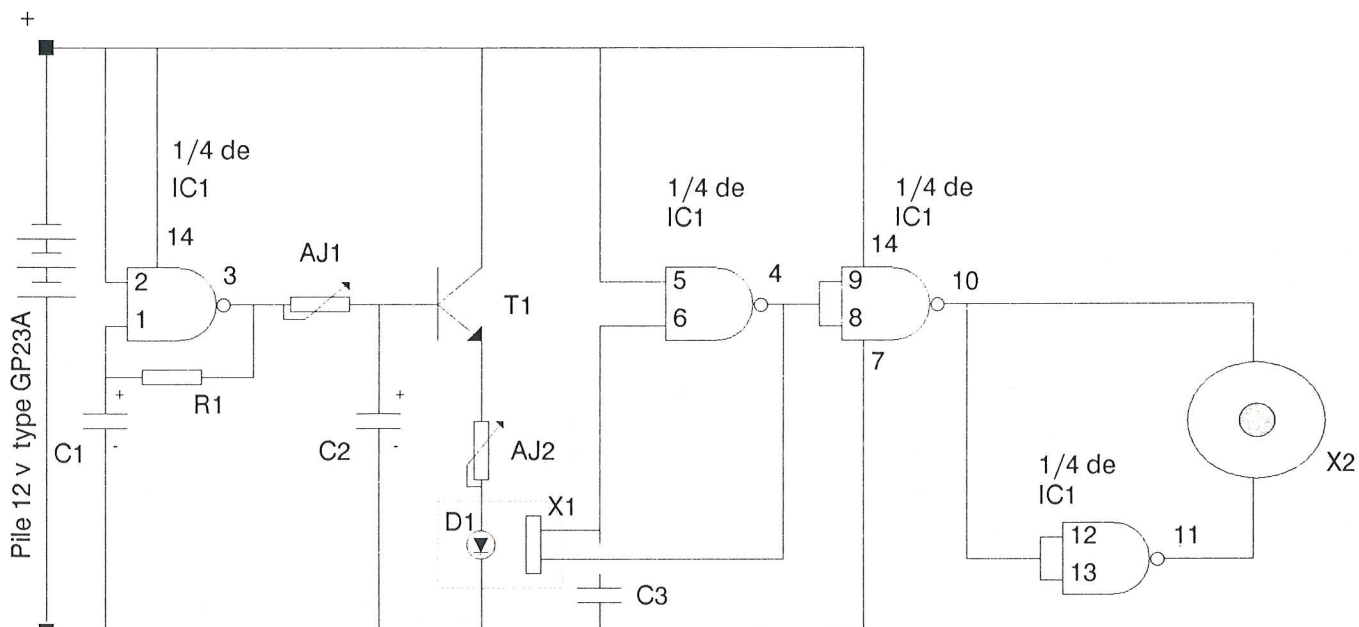 +
1/4 de
IC1
14
2
3
1
AJ1
R1
+
-
C1
Pile 12 v type GP23A
T1
+
-
C2
AJ2
D1
X1
C3
1/4 de
IC1
5
6
4
1/4 de
IC1
14
9
8
10
7
1/4 de
IC1
12
13
11
X2